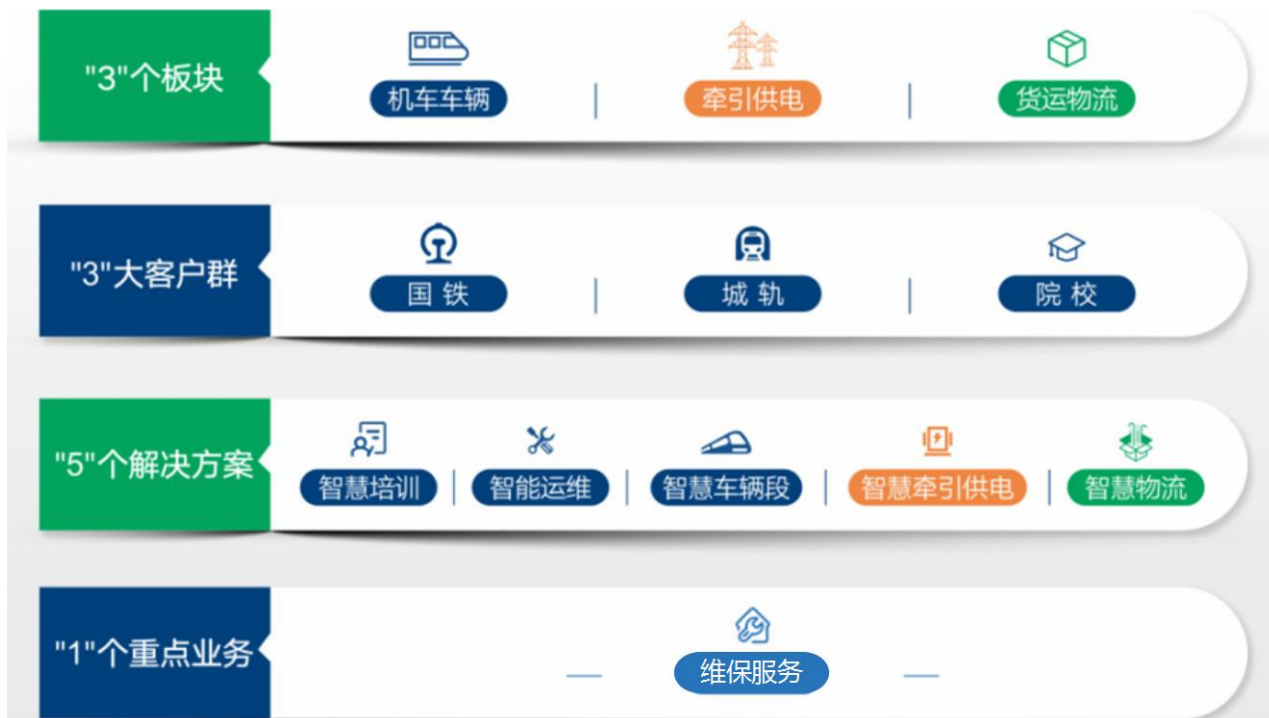 "3"个板块
机车车辆
牵引供电
货运物流
"3"大客户群
国铁
城轨
院校
"5"个解决方案
智慧培训
智能运维
智慧车辆段
智慧牵引供电
智慧物流
"1"个重点业务
维保服务